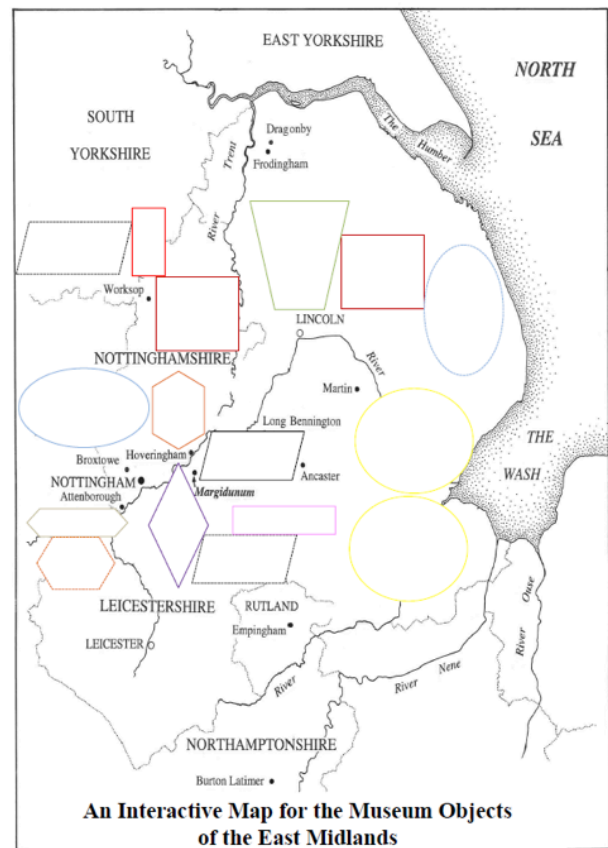 EAST YORKSHIRE
NORTH
SEA
SOUTH
YORKSHIRE
The
Humber
Dragonby
Frodingham
River Trent
Worksop
LINCOLN
NOTTINGHAMSHIRE
River
Martin
Long Bennington
Hoveringham
THE
WASH
Broxtowe
Ancaster
NOTTINGHAM
Margidunum
Attenborough
LEICESTERSHIRE
RUTLAND
Empingham
River Ouse
LEICESTER
River
River Nene
NORTHAMPTONSHIRE
Burton Latimer
An Interactive Map for the Museum Objects
of the East Midlands